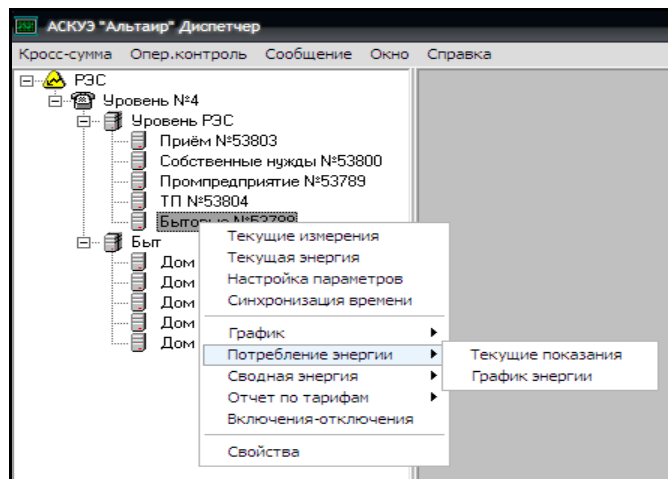 АСКУЭ "Альтаир" Диспетчер
Кросс-сумма Опер.контроль Сообщение Окно Справка
РЭС
Уровень №4
Уровень РЭС
Приём №53803
Собственные нужды №53800
Промпредприятие №53789
ТП №53804
Быт
Дом
Дом
Дом
Дом
Дом
Текущие измерения
Текущая энергия
Настройка параметров
Синхронизация времени
График
Потребление энергии
Сводная энергия
Отчет по тарифам
Включения-отключения
Свойства
Текущие показания
График энергии